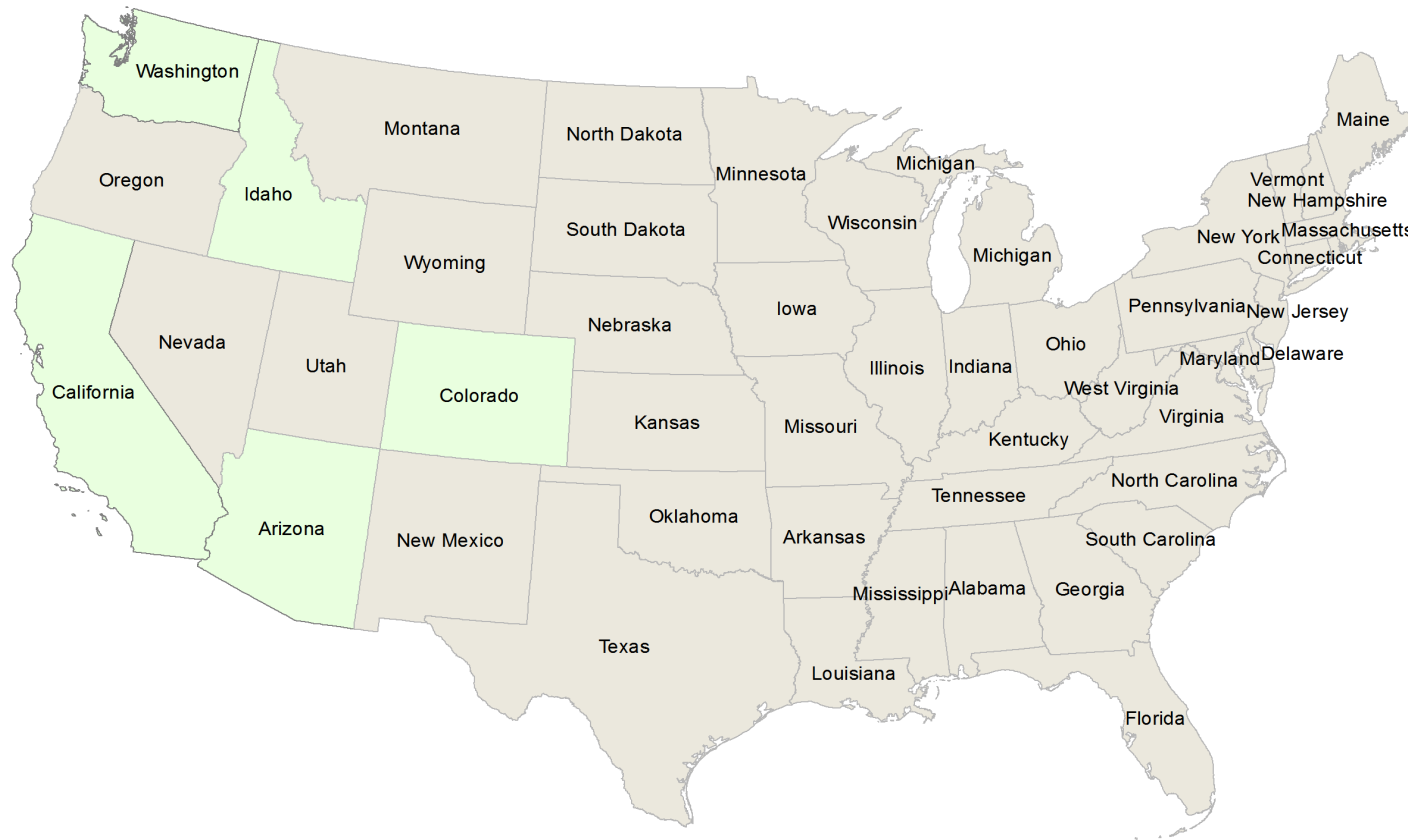 Washington
Montana
North Dakota
Minnesota
Michigan
Maine
Oregon
Idaho
Vermont
New Hampshire
South Dakota
Wisconsin
Wyoming
Michigan
New York
Massachusetts
Connecticut
Nebraska
Iowa
Pennsylvania
New Jersey
Nevada
Utah
Illinois
Indiana
Ohio
Maryland
Delaware
California
Colorado
Kansas
Missouri
West Virginia
Virginia
Kentucky
Arizona
New Mexico
Oklahoma
Arkansas
Tennessee
North Carolina
South Carolina
Mississippi
Alabama
Georgia
Texas
Louisiana
Florida